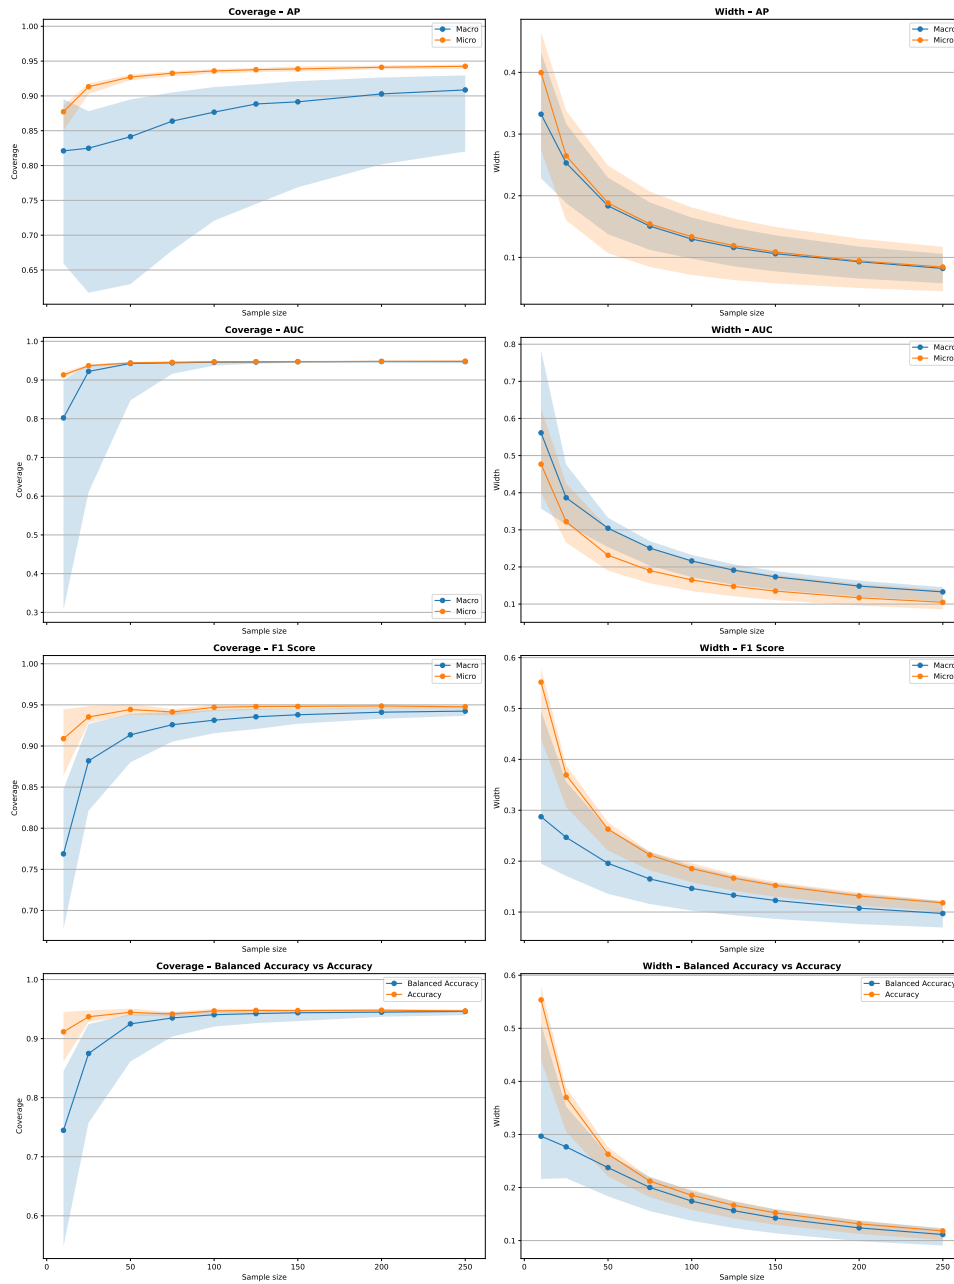 Coverage – AP
1.00
0.95
0.90
0.85
0.80
0.75
0.70
0.65
Coverage
Sample size
Macro
Micro
Width – AP
0.4
0.3
0.2
0.1
Width
Sample size
Macro
Micro
Coverage – AUC
1.0
0.9
0.8
0.7
0.6
0.5
0.4
0.3
Coverage
Sample size
Macro
Micro
Width – AUC
0.8
0.7
0.6
0.5
0.4
0.3
0.2
0.1
Width
Sample size
Macro
Micro
Coverage – F1 Score
1.00
0.95
0.90
0.85
0.80
0.75
0.70
Coverage
Sample size
Macro
Micro
Width – F1 Score
0.6
0.5
0.4
0.3
0.2
0.1
Width
Sample size
Macro
Micro
Coverage – Balanced Accuracy vs Accuracy
1.0
0.9
0.8
0.7
0.6
Coverage
0 50 100 150 200 250
Sample size
Balanced Accuracy
Accuracy
Width – Balanced Accuracy vs Accuracy
0.6
0.5
0.4
0.3
0.2
0.1
Width
0 50 100 150 200 250
Sample size
Balanced Accuracy
Accuracy